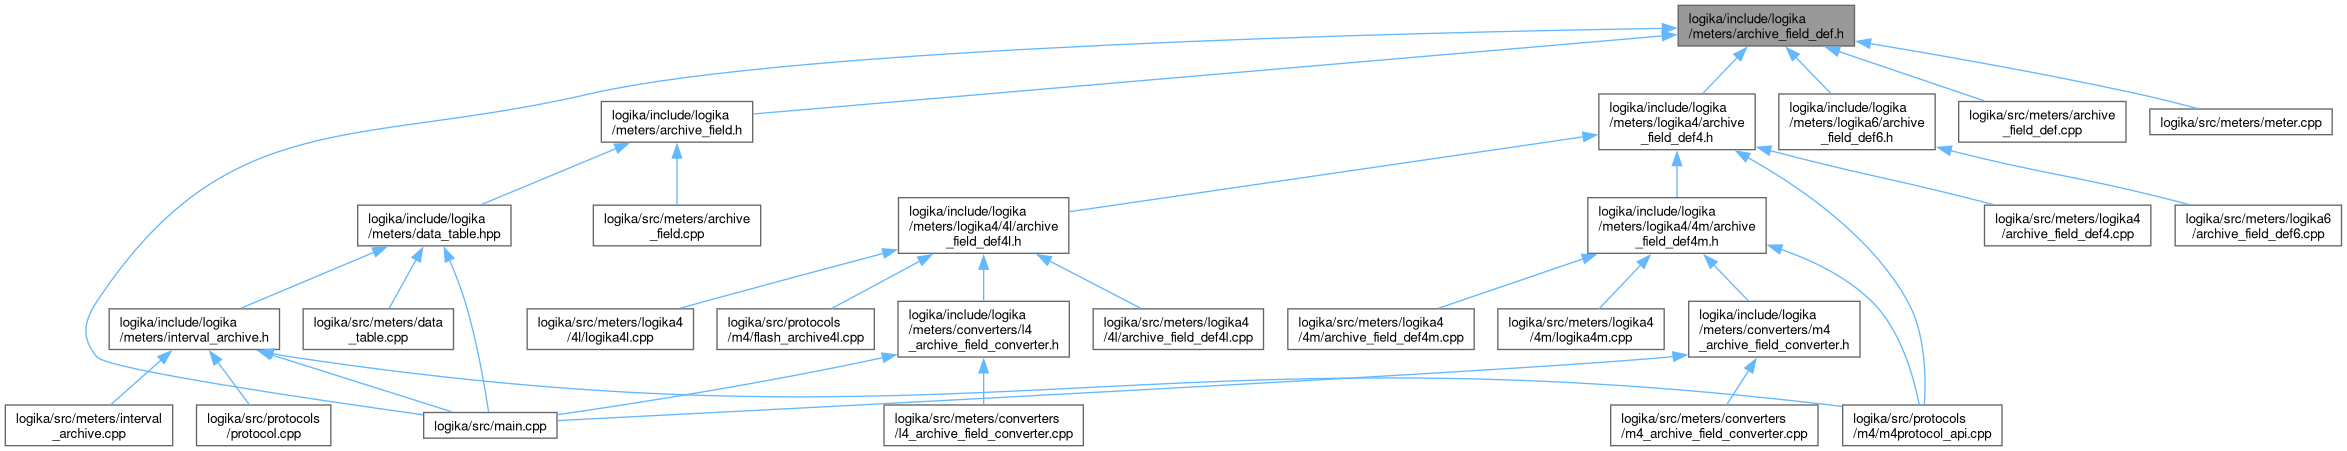 logika/include/logika
/meters/archive_field_def.h
logika/include/logika
/meters/archive_field.h
logika/include/logika
/meters/logika4/archive
_field_def4.h
logika/include/logika
/meters/logika6/archive
_field_def6.h
logika/src/meters/archive
_field_def.cpp
logika/src/meters/meter.cpp
logika/include/logika
/meters/data_table.hpp
logika/src/meters/archive
_field.cpp
logika/include/logika
/meters/logika4/4l/archive
_field_def4l.h
logika/include/logika
/meters/logika4/4m/archive
_field_def4m.h
logika/src/meters/logika4
/archive_field_def4.cpp
logika/src/meters/logika6
/archive_field_def6.cpp
logika/include/logika
/meters/interval_archive.h
logika/src/meters/data
_table.cpp
logika/src/meters/logika4
/4l/logika4l.cpp
logika/src/protocols
/m4/flash_archive4l.cpp
logika/include/logika
/meters/converters/l4
_archive_field_converter.h
logika/src/meters/logika4
/4l/archive_field_def4l.cpp
logika/src/meters/logika4
/4m/archive_field_def4m.cpp
logika/src/meters/logika4
/4m/logika4m.cpp
logika/include/logika
/meters/converters/m4
_archive_field_converter.h
logika/src/meters/interval
_archive.cpp
logika/src/protocols
/protocol.cpp
logika/src/main.cpp
logika/src/meters/converters
/l4_archive_field_converter.cpp
logika/src/meters/converters
/m4_archive_field_converter.cpp
logika/src/protocols
/m4/m4protocol_api.cpp